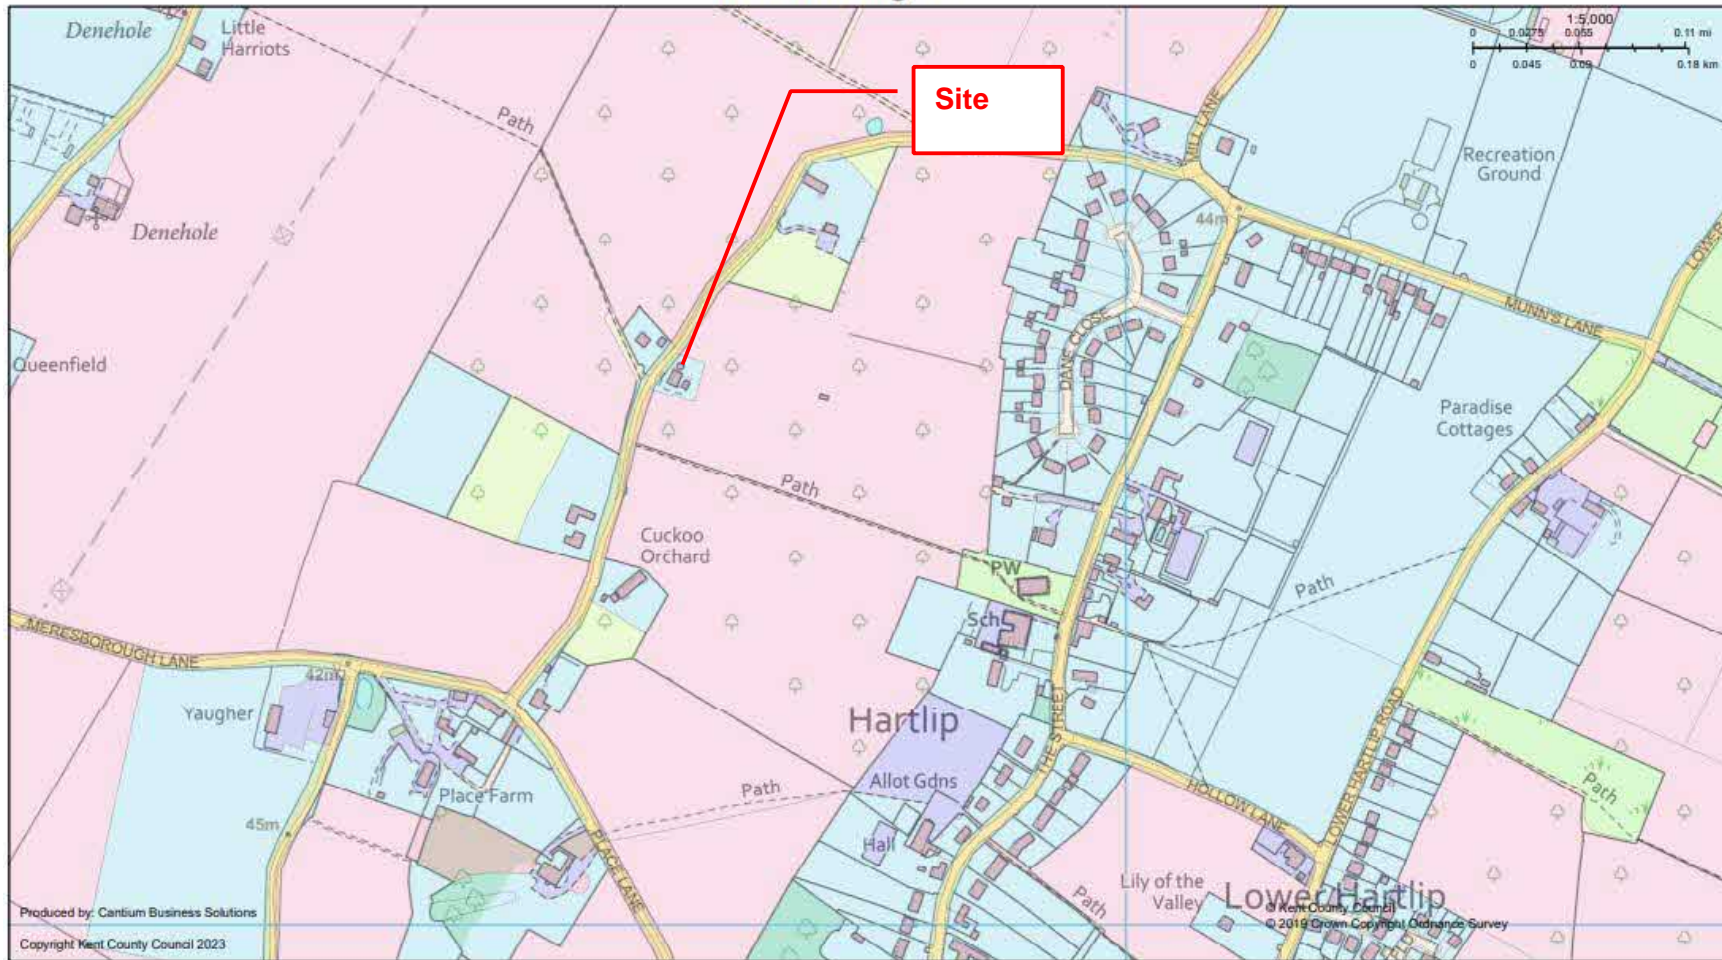 Denehole
Little
Harriots
1:5,000
0 0.0275 0.055 0.11 mi
0 0.045 0.09 0.18 km
Site
Path
MILL LANE
Recreation
Ground
Denehole
44m
LOWER
MUNN'S LANE
DANE CLOSE
Queenfield
Paradise
Cottages
Path
Cuckoo
Orchard
PW
Path
Sch
MERESBOROUGH LANE
42m
Yaugher
Hartlip
THE STREET
LOWER HARTLIP ROAD
Allot Gdns
Path
Path
Place Farm
HOLLOW LANE
45m
PLACE LANE
Hall
Lily of the
Valley
Lower Hartlip
Path
Produced by: Cantium Business Solutions
© Kent County Council
© 2019 Crown Copyright Ordnance Survey
Copyright Kent County Council 2023